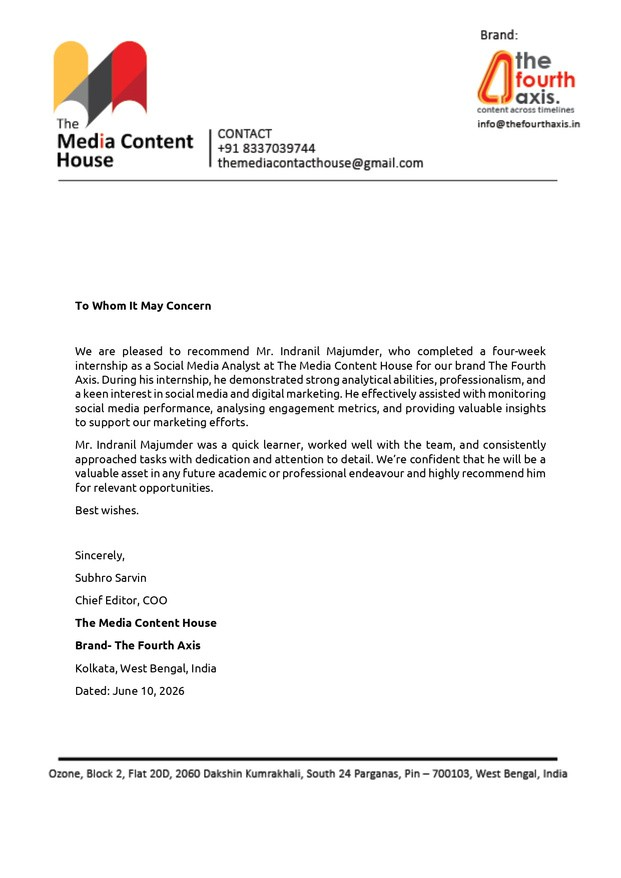 Brand:
the
fourth
axis.
content across timelines
info@thefourthaxis.in
The
Media Content
House
CONTACT
+91 8337039744
themediacontacthouse@gmail.com
To Whom It May Concern
We are pleased to recommend Mr. Indranil Majumder, who completed a four-week
internship as a Social Media Analyst at The Media Content House for our brand The Fourth
Axis. During his internship, he demonstrated strong analytical abilities, professionalism, and
a keen interest in social media and digital marketing. He effectively assisted with monitoring
social media performance, analysing engagement metrics, and providing valuable insights
to support our marketing efforts.
Mr. Indranil Majumder was a quick learner, worked well with the team, and consistently
approached tasks with dedication and attention to detail. We’re confident that he will be a
valuable asset in any future academic or professional endeavour and highly recommend him
for relevant opportunities.
Best wishes.
Sincerely,
Subhro Sarvin
Chief Editor, COO
The Media Content House
Brand- The Fourth Axis
Kolkata, West Bengal, India
Dated: June 10, 2026
Ozone, Block 2, Flat 20D, 2060 Dakshin Kumrakhali, South 24 Parganas, Pin – 700103, West Bengal, India